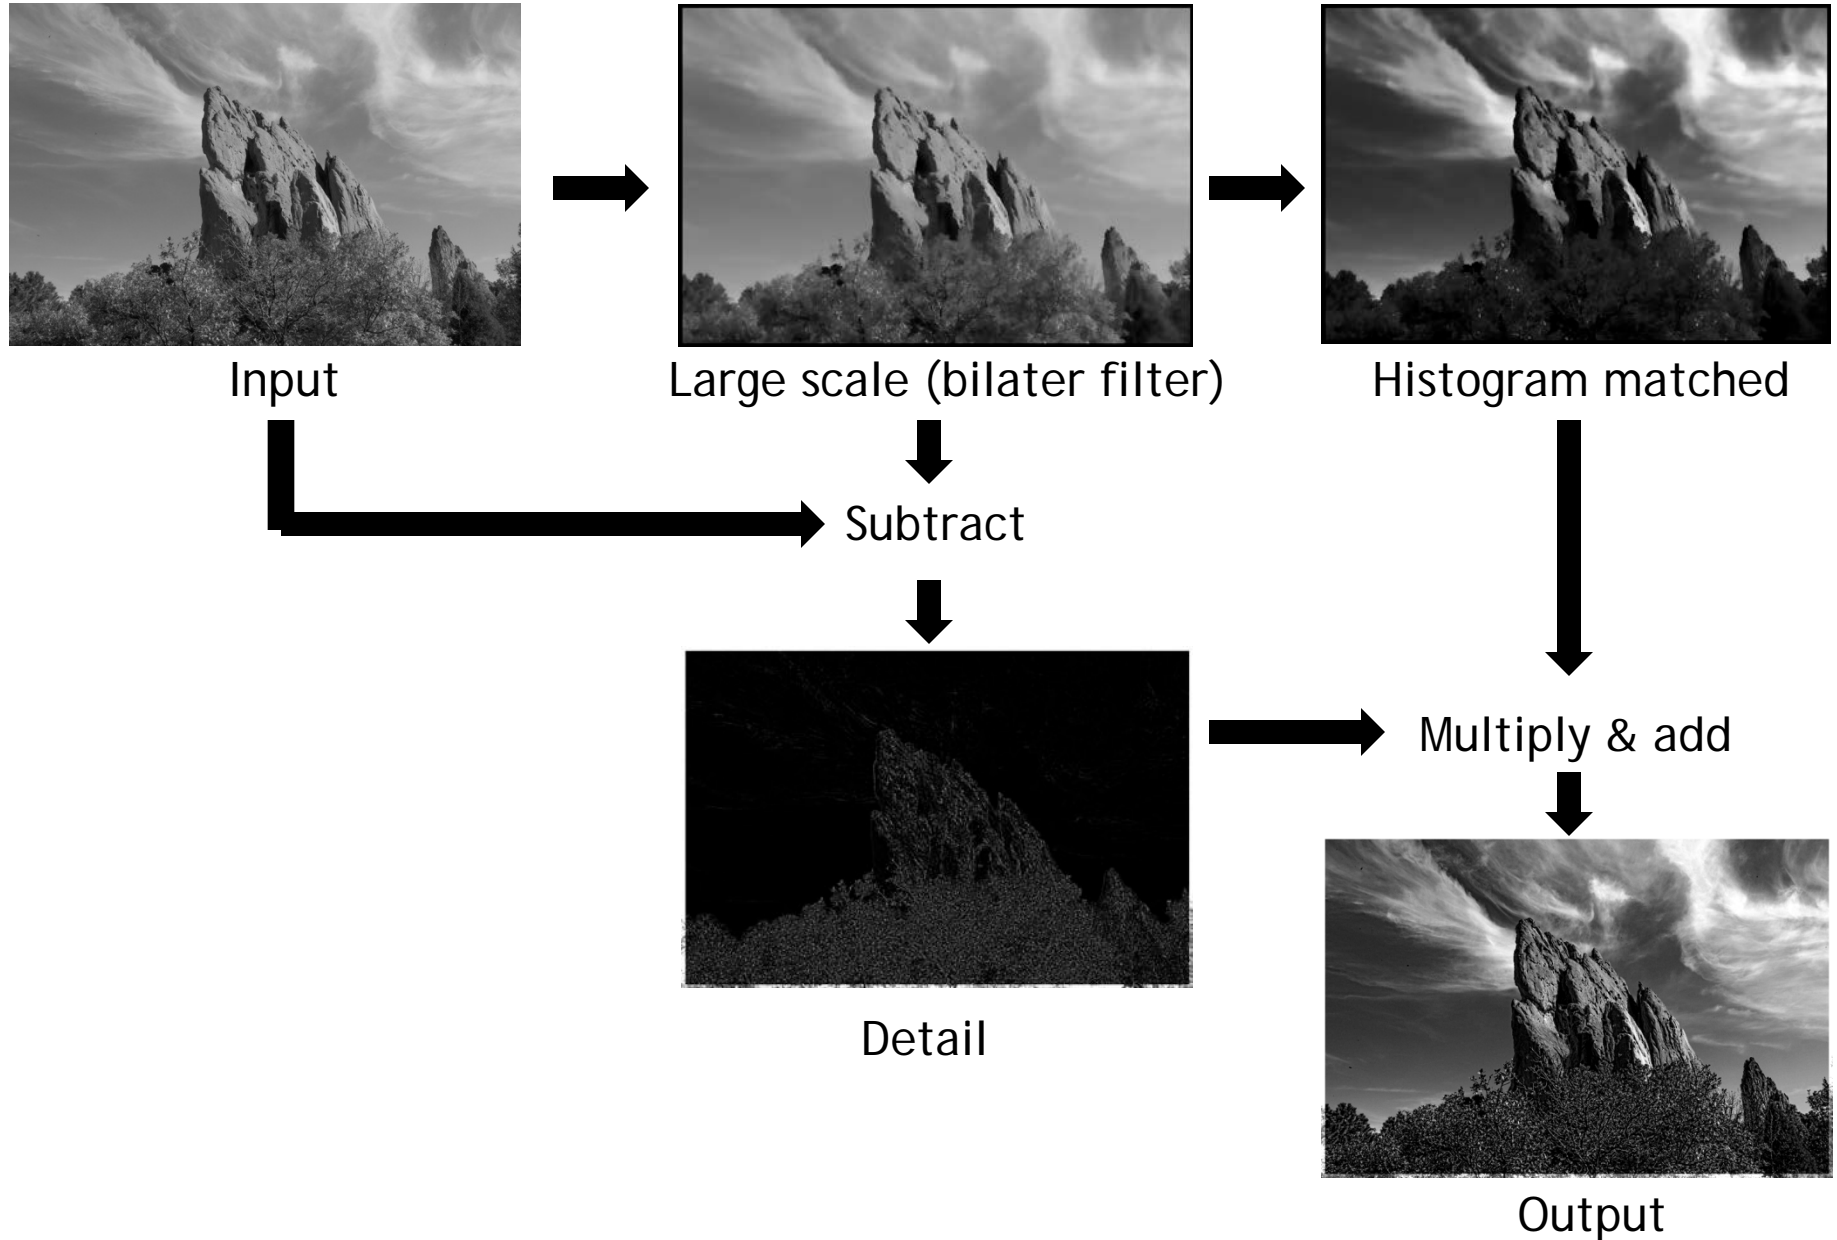 Input
Large scale (bilater filter)
Histogram matched
Subtract
Multiply & add
Detail
Output